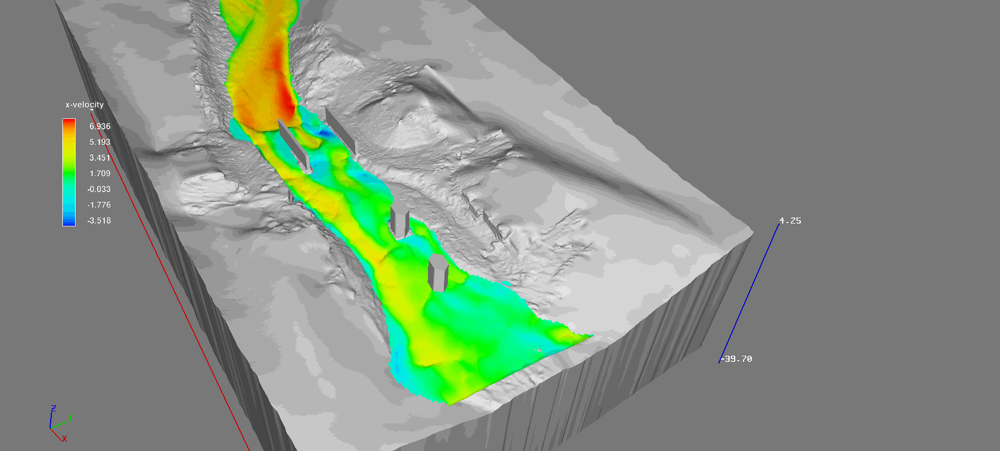 x-velocity
6.936
5.193
3.451
1.709
-0.033
-1.776
-3.518
4.25
-39.70
Z
Y
X